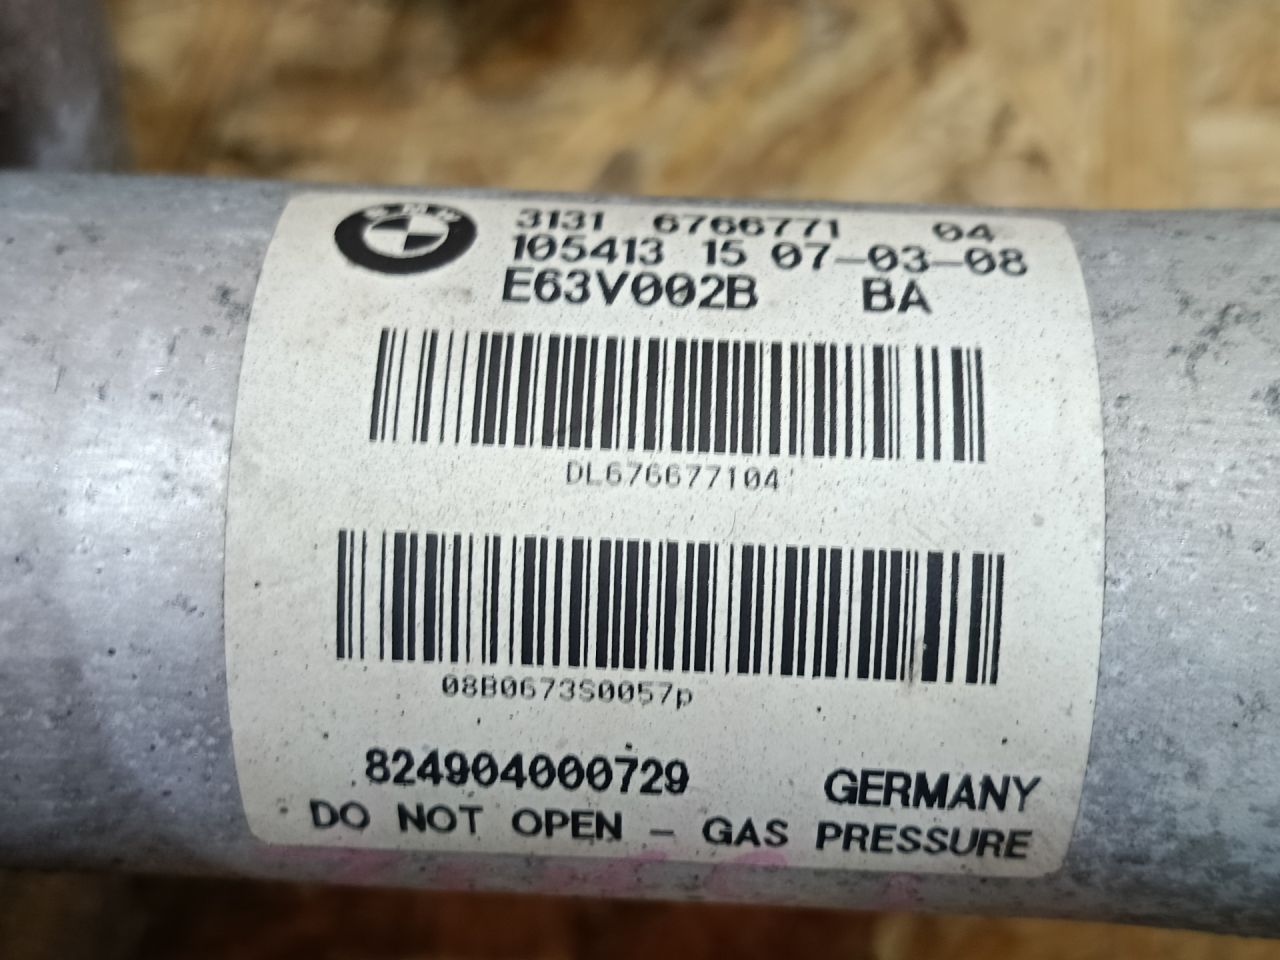 BMW
3131 6766771 04
105413 15 07-03-08
E63V002B BA
DL676677104
08B0673S0057p
824904000729 GERMANY
DO NOT OPEN - GAS PRESSURE